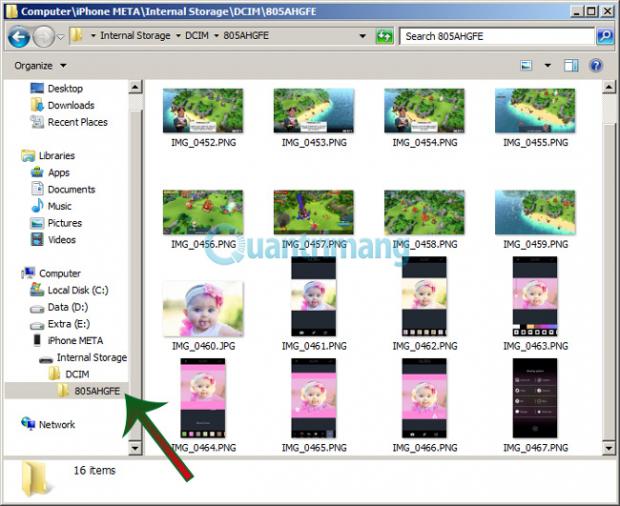 Computer\iPhone META\Internal Storage\DCIM\805AHGFE
Internal Storage DCIM 805AHGFE
Search 805AHGFE
Organize
Desktop
Downloads
Recent Places
Libraries
Apps
Documents
Music
Pictures
Videos
Computer
Local Disk (C:)
Data (D:)
Extra (E:)
iPhone META
Internal Storage
DCIM
805AHGFE
Network
IMG_0452.PNG IMG_0453.PNG IMG_0454.PNG IMG_0455.PNG
IMG_0456.PNG IMG_0457.PNG IMG_0458.PNG IMG_0459.PNG
Quantrimang
IMG_0460.JPG IMG_0461.PNG IMG_0462.PNG IMG_0463.PNG
IMG_0464.PNG IMG_0465.PNG IMG_0466.PNG IMG_0467.PNG
16 items